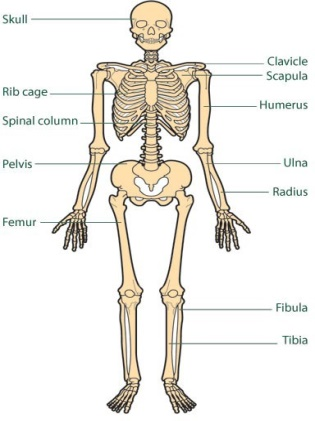 Skull
Clavicle
Scapula
Rib cage
Humerus
Spinal column
Pelvis
Ulna
Radius
Femur
Fibula
Tibia